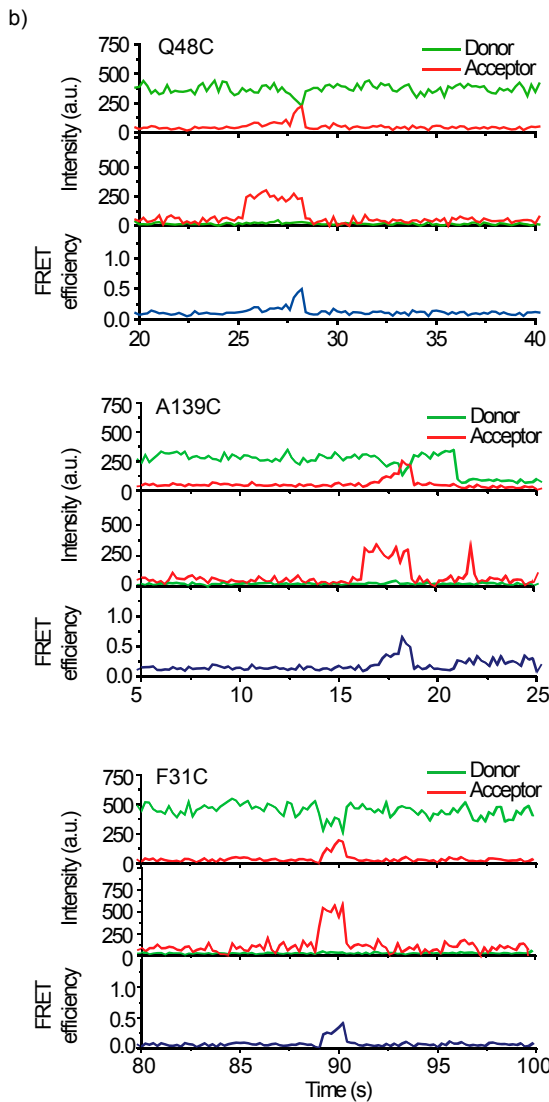 b)
Q48C
Donor
Acceptor
750
500
250
0
500
250
0
Intensity (a.u.)
1.0
0.5
0.0
FRET
efficiency
20 25 30 35 40
A139C
Donor
Acceptor
750
500
250
0
500
250
0
Intensity (a.u.)
1.0
0.5
0.0
FRET
efficiency
5 10 15 20 25
F31C
Donor
Acceptor
750
500
250
0
750
500
250
0
Intensity (a.u.)
1.0
0.5
0.0
FRET
efficiency
80 85 90 95 100
Time (s)